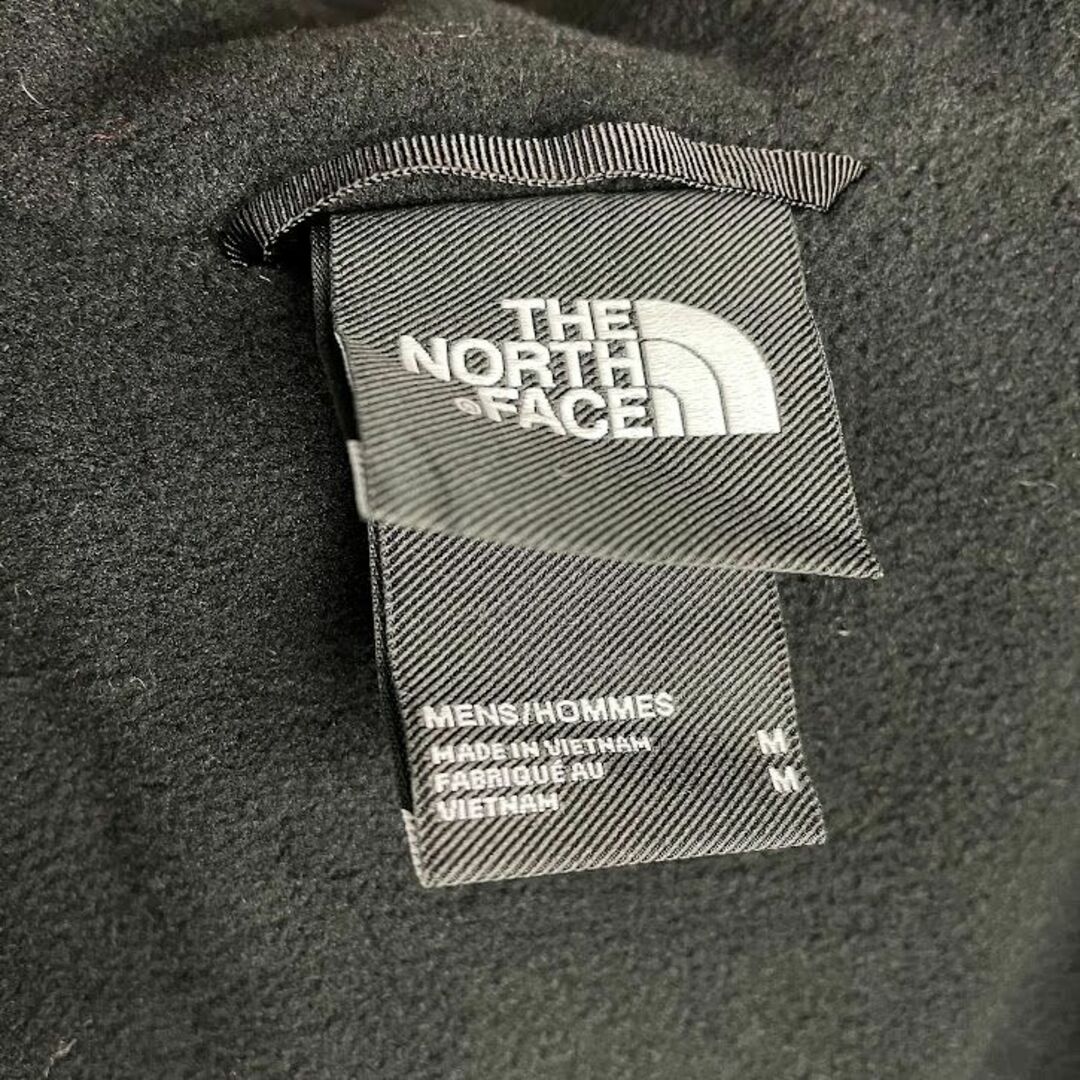 THE
NORTH
FACE
®
MENS/HOMMES
MADE IN VIETNAM M
FABRIQUÉ AU M
VIETNAM